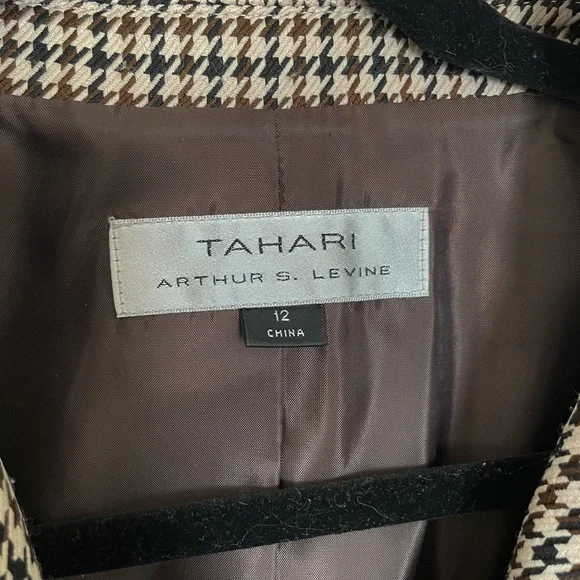 TAHARI
ARTHUR S. LEVINE
12
CHINA